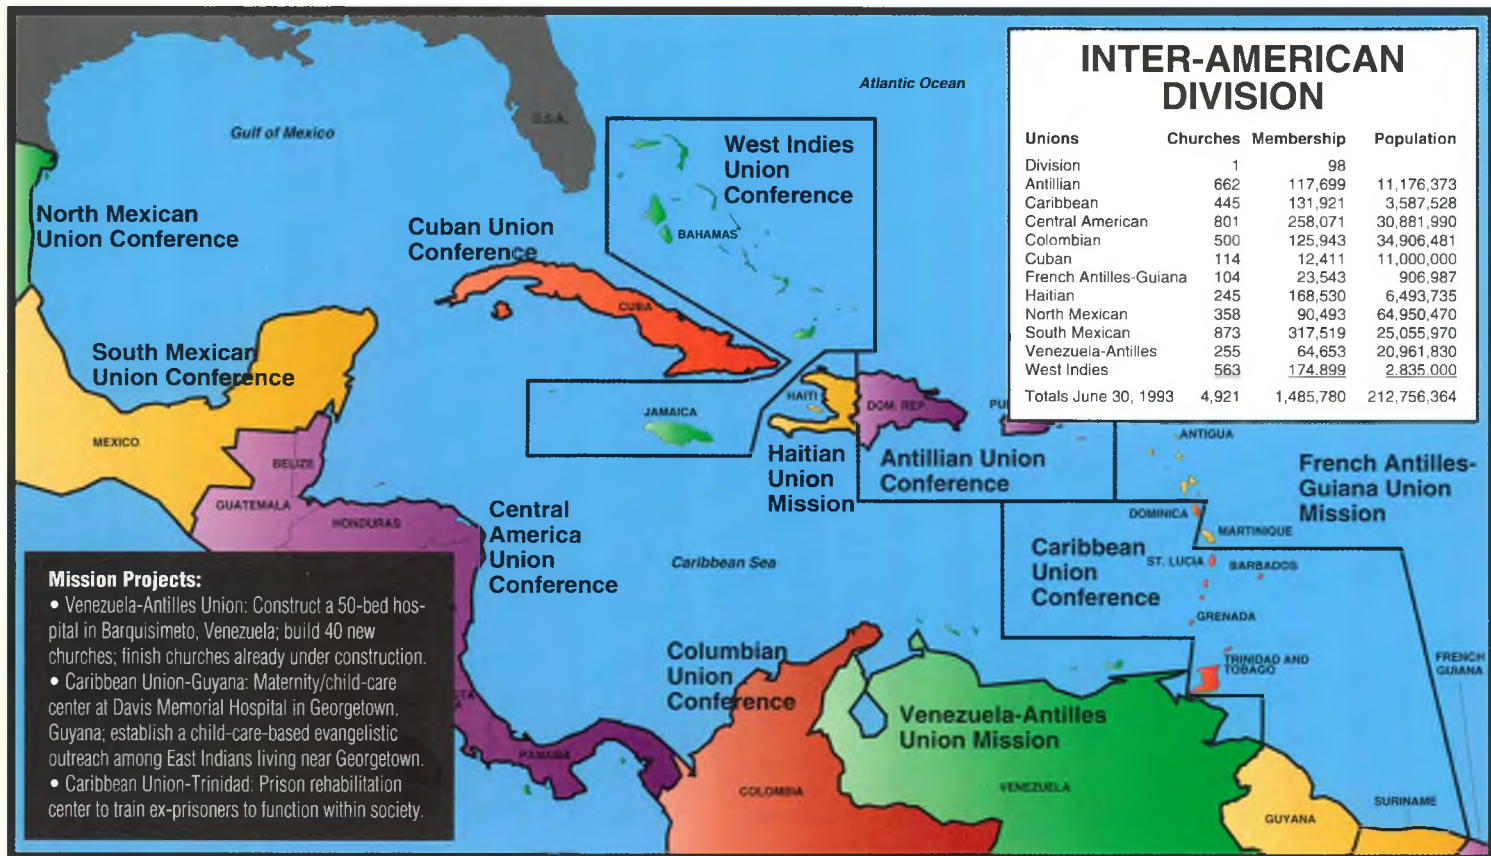 INTER-AMERICAN
DIVISION
Unions Churches Membership Population
Division 1 98
Antillian 662 117,699 11,176,373
Caribbean 445 131,921 3,587,528
Central American 801 258,071 30,881,990
Colombian 500 125,943 34,906,481
Cuban 114 12,411 11,000,000
French Antilles-Guiana 104 23,543 906,987
Haitian 245 168,530 6,493,735
North Mexican 358 90,493 64,950,470
South Mexican 873 317,519 25,055,970
Venezuela-Antilles 255 64,653 20,961,830
West Indies 563 174.899 2.835.000
Totals June 30, 1993 4,921 1,485,780 212,756,364
Atlantic Ocean
Gulf of Mexico
U.S.A.
West Indies
Union
Conference
BAHAMAS
North Mexican
Union Conference
Cuban Union
Conference
CUBA
South Mexican
Union Conference
MEXICO
JAMAICA
HAITI
DOM. REP.
PU
Haitian
Union
Mission
Antillian Union
Conference
ANTIGUA
French Antilles-
Guiana Union
Mission
BELIZE
GUATEMALA
HONDURAS
Central
America
Union
Conference
Caribbean Sea
DOMINICA
MARTINIQUE
Caribbean
Union
Conference
ST. LUCIA
BARBADOS
GRENADA
TRINIDAD AND
TOBAGO
FRENCH
GUIANA
Mission Projects:
• Venezuela-Antilles Union: Construct a 50-bed hos-
pital in Barquisimeto, Venezuela; build 40 new
churches; finish churches already under construction.
• Caribbean Union-Guyana: Maternity/child-care
center at Davis Memorial Hospital in Georgetown,
Guyana; establish a child-care-based evangelistic
outreach among East Indians living near Georgetown.
• Caribbean Union-Trinidad: Prison rehabilitation
center to train ex-prisoners to function within society.
Columbian
Union
Conference
Venezuela-Antilles
Union Mission
PANAMA
COLOMBIA
VENEZUELA
GUYANA
SURINAME